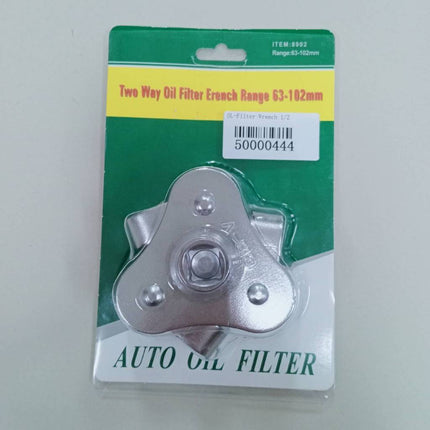 ITEM:8902
Range:63-102mm
Two Way Oil Filter Erench Range 63-102mm
OL-Filter Wrench 1/2
50000444
AUTO OIL FILTER